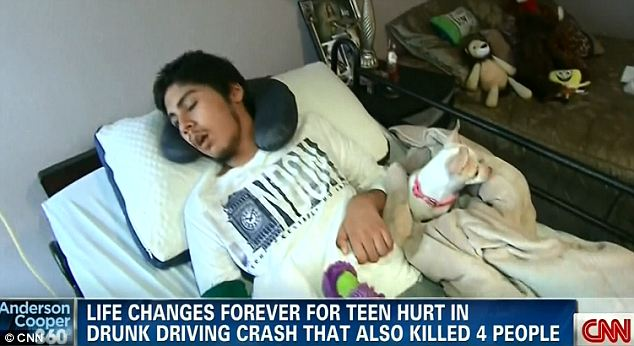 LONDON
Anderson
Cooper
360°
© CNN
LIFE CHANGES FOREVER FOR TEEN HURT IN
DRUNK DRIVING CRASH THAT ALSO KILLED 4 PEOPLE
CNN